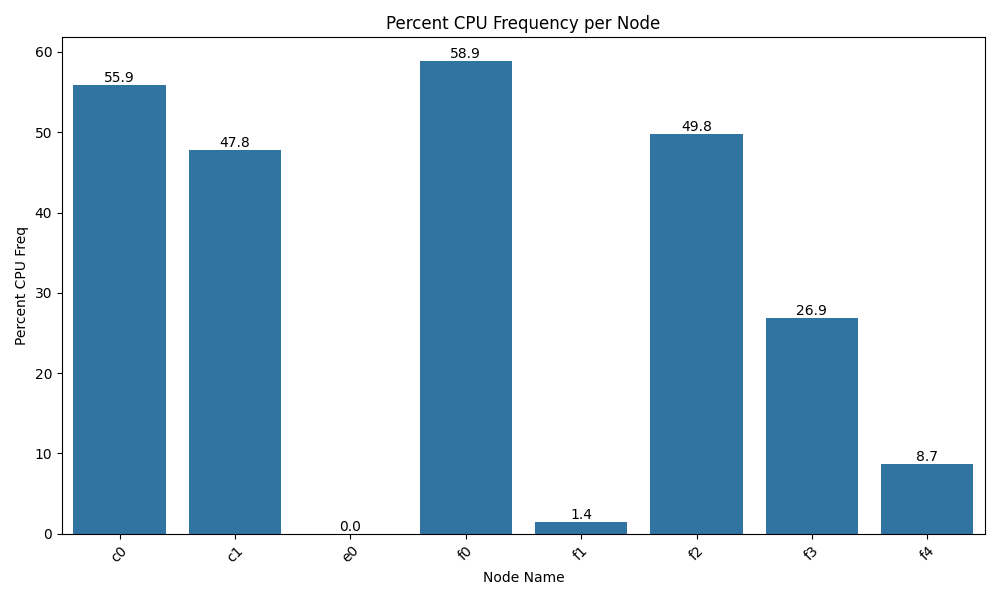 Percent CPU Frequency per Node
Percent CPU Freq
60
50
40
30
20
10
0
55.9
47.8
0.0
58.9
1.4
49.8
26.9
8.7
c0
c1
e0
f0
f1
f2
f3
f4
Node Name